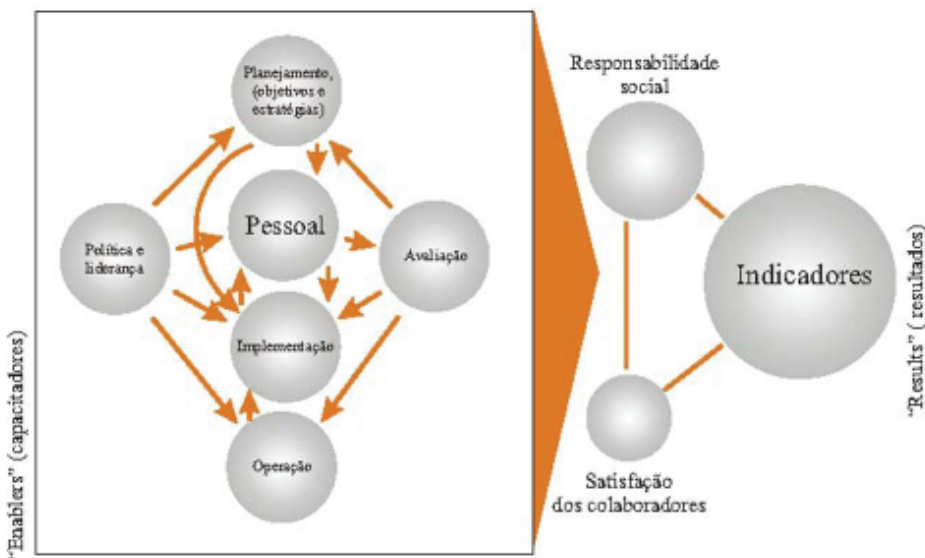 Planejamento,
(objetivos e
estratégias)
Pessoal
Política e
liderança
Avaliação
Implementação
Operação
"Enablers" (capacitadores)
Responsabilidade
social
Indicadores
Satisfação
dos colaboradores
"Results" ( resultados)